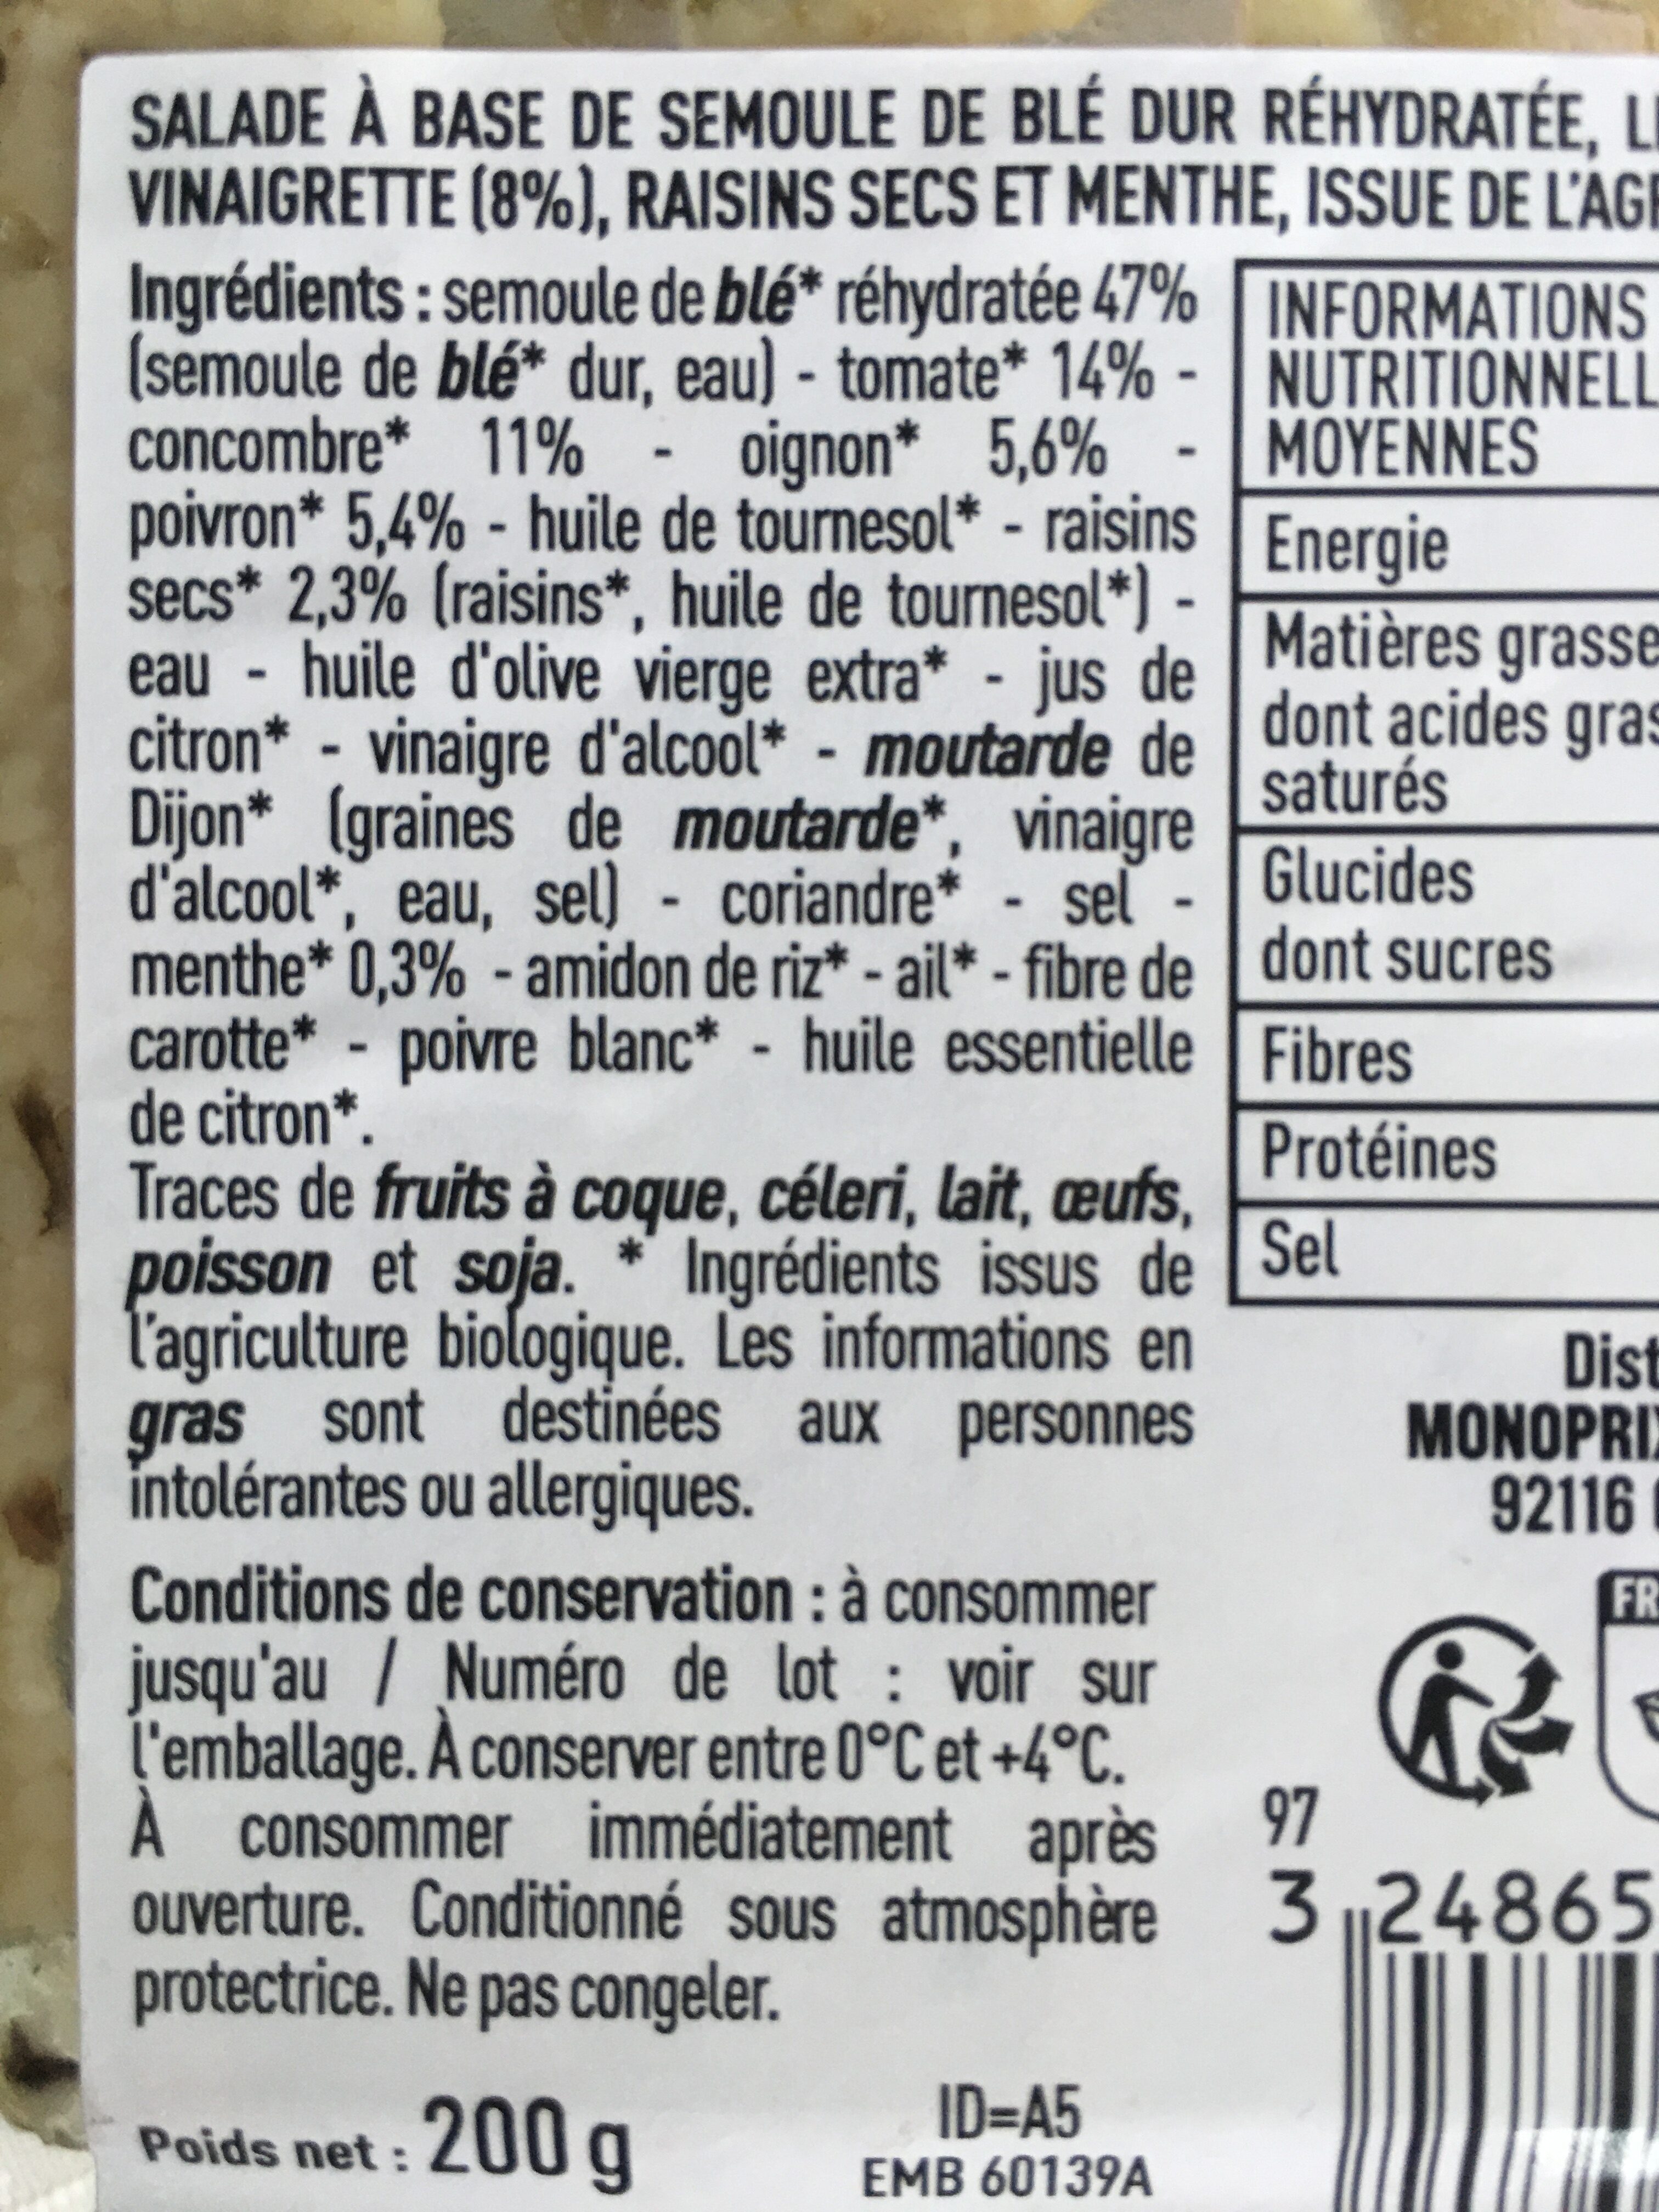 SALADE À BASE DE SEMOULE DE BLÉ DUR RÉHYDRATÉE,
VINAIGRETTE (8%), RAISINS SECS ET MENTHE, ISSUE DE
Ingrédients : semoule de blé* réhydratée 47%
(semoule de blé* dur, eau) - tomate* 14% -
concombre* 11% - oignon* 5,6% -
poivron* 5,4% - huile de tournesol* - raisins
secs* 2,3% (raisins*, huile de tournesol*) -
eau - huile d'olive vierge extra* - jus de
citron* - vinaigre d'alcool* - moutarde de
Dijon* (graines de moutarde*, vinaigre
d'alcool*, eau, sel) - coriandre* - sel -
menthe* 0,3% - amidon de riz* - ail* - fibre de
carotte* - poivre blanc* - huile essentielle
de citron*.
Traces de fruits à coque, céleri, lait, œufs,
poisson et soja. * Ingrédients issus de
l'agriculture biologique. Les informations en
gras sont destinées aux personnes
intolérantes ou allergiques.
Conditions de conservation : à consommer
jusqu'au / Numéro de lot : voir sur
l'emballage. À conserver entre 0°C et +4°C.
À consommer immédiatement après
ouverture. Conditionné sous atmosphère
protectrice. Ne pas congeler.
Poids net : 200 g
ID=A5
EMB 60139A
INFORMATIONS
NUTRITIONNELL
MOYENNES
Energie
Matières grasse
dont acides gras
saturés
Glucides
dont sucres
Fibres
Protéines
Sel
Dist
MONOPRIX
92116
FR
97
3 24865